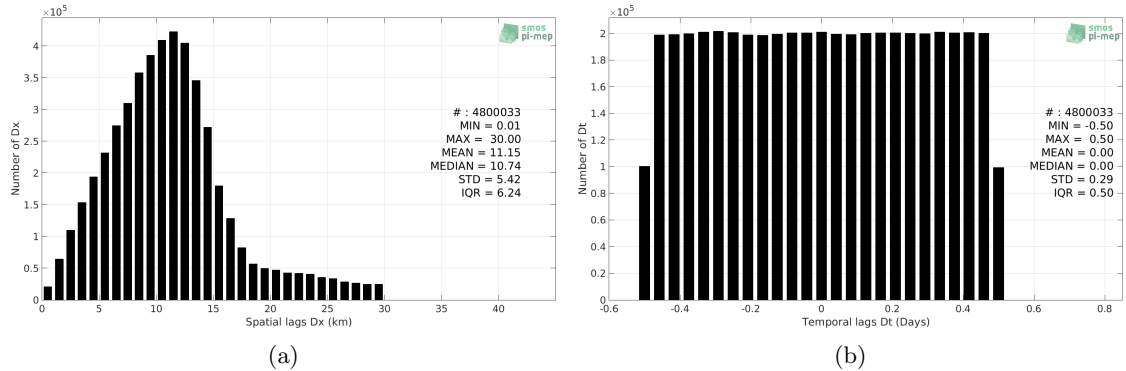 ×10^5
smos
pi-mep
4
3.5
3
2.5
2
1.5
1
0.5
0
Number of Dx
# : 4800033
MIN = 0.01
MAX = 30.00
MEAN = 11.15
MEDIAN = 10.74
STD = 5.42
IQR = 6.24
0 5 10 15 20 25 30 35 40
Spatial lags Dx (km)
(a)
×10^5
smos
pi-mep
2
1.8
1.6
1.4
1.2
1
0.8
0.6
0.4
0.2
0
Number of Dt
# : 4800033
MIN = -0.50
MAX = 0.50
MEAN = 0.00
MEDIAN = 0.00
STD = 0.29
IQR = 0.50
-0.6 -0.4 -0.2 0 0.2 0.4 0.6 0.8
Temporal lags Dt (Days)
(b)